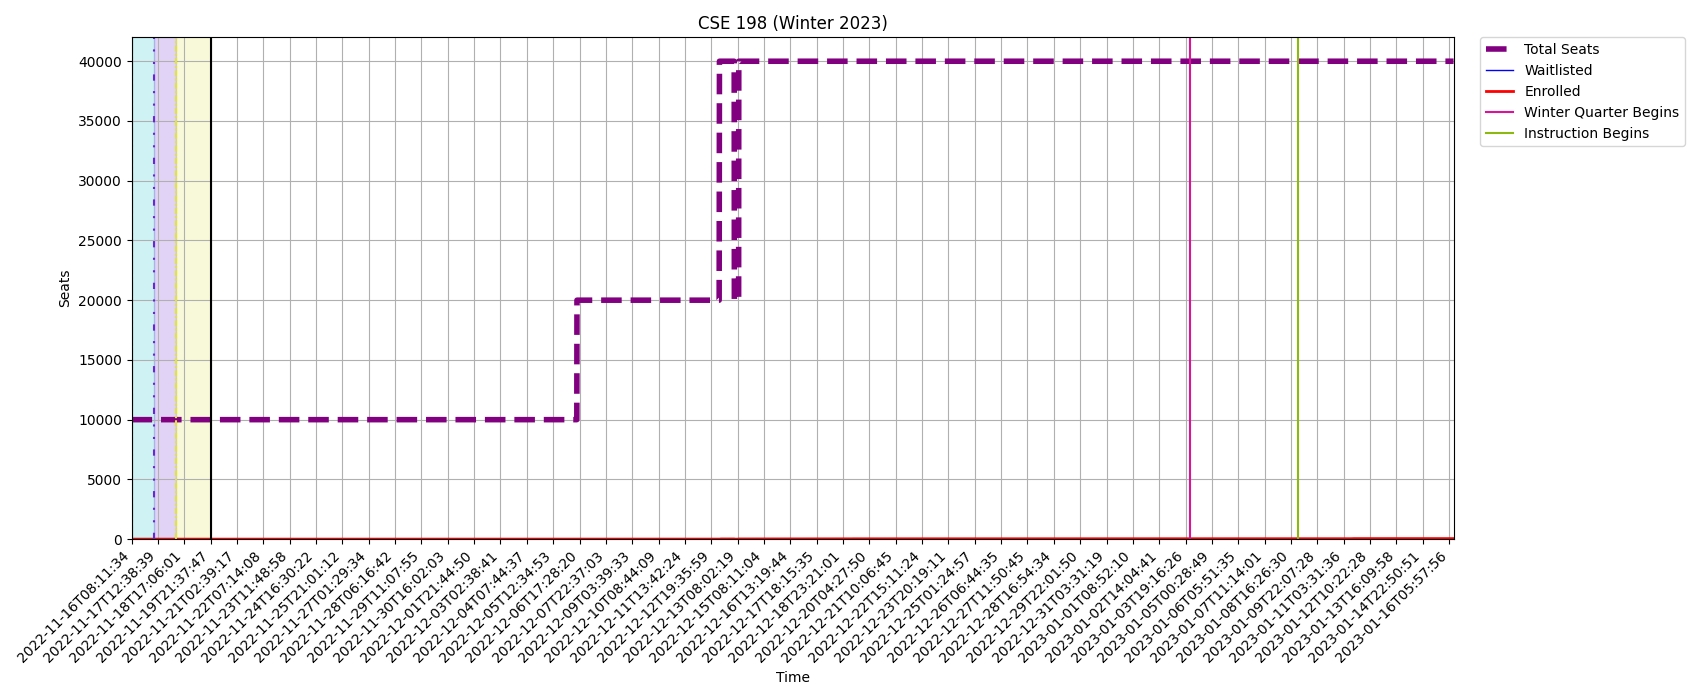 CSE 198 (Winter 2023)
Total Seats
Waitlisted
Enrolled
Winter Quarter Begins
Instruction Begins
40000
35000
30000
25000
20000
15000
10000
5000
0
Seats
2022-11-16T08:11:34
2022-11-17T12:38:39
2022-11-18T17:06:01
2022-11-19T21:37:47
2022-11-21T02:39:17
2022-11-22T07:14:08
2022-11-23T11:48:58
2022-11-24T16:30:22
2022-11-25T21:01:12
2022-11-27T01:29:34
2022-11-28T06:16:42
2022-11-29T11:07:55
2022-11-30T16:02:03
2022-12-01T21:44:50
2022-12-03T02:38:41
2022-12-04T07:44:37
2022-12-05T12:34:53
2022-12-06T17:28:20
2022-12-07T22:37:03
2022-12-09T03:39:33
2022-12-10T08:44:09
2022-12-11T13:42:24
2022-12-12T19:35:59
2022-12-13T08:02:19
2022-12-15T08:11:04
2022-12-16T13:19:44
2022-12-17T18:15:35
2022-12-18T23:21:01
2022-12-20T04:27:50
2022-12-21T10:06:45
2022-12-22T15:11:24
2022-12-23T20:19:11
2022-12-25T01:24:57
2022-12-26T06:44:35
2022-12-27T11:50:45
2022-12-28T16:54:34
2022-12-29T22:01:50
2022-12-31T03:31:19
2023-01-01T08:52:10
2023-01-02T14:04:41
2023-01-03T19:16:26
2023-01-05T00:28:49
2023-01-06T05:51:35
2023-01-07T11:14:01
2023-01-08T16:26:30
2023-01-09T22:07:28
2023-01-11T03:31:36
2023-01-12T10:22:28
2023-01-13T16:09:58
2023-01-14T22:50:51
2023-01-16T05:57:56
Time